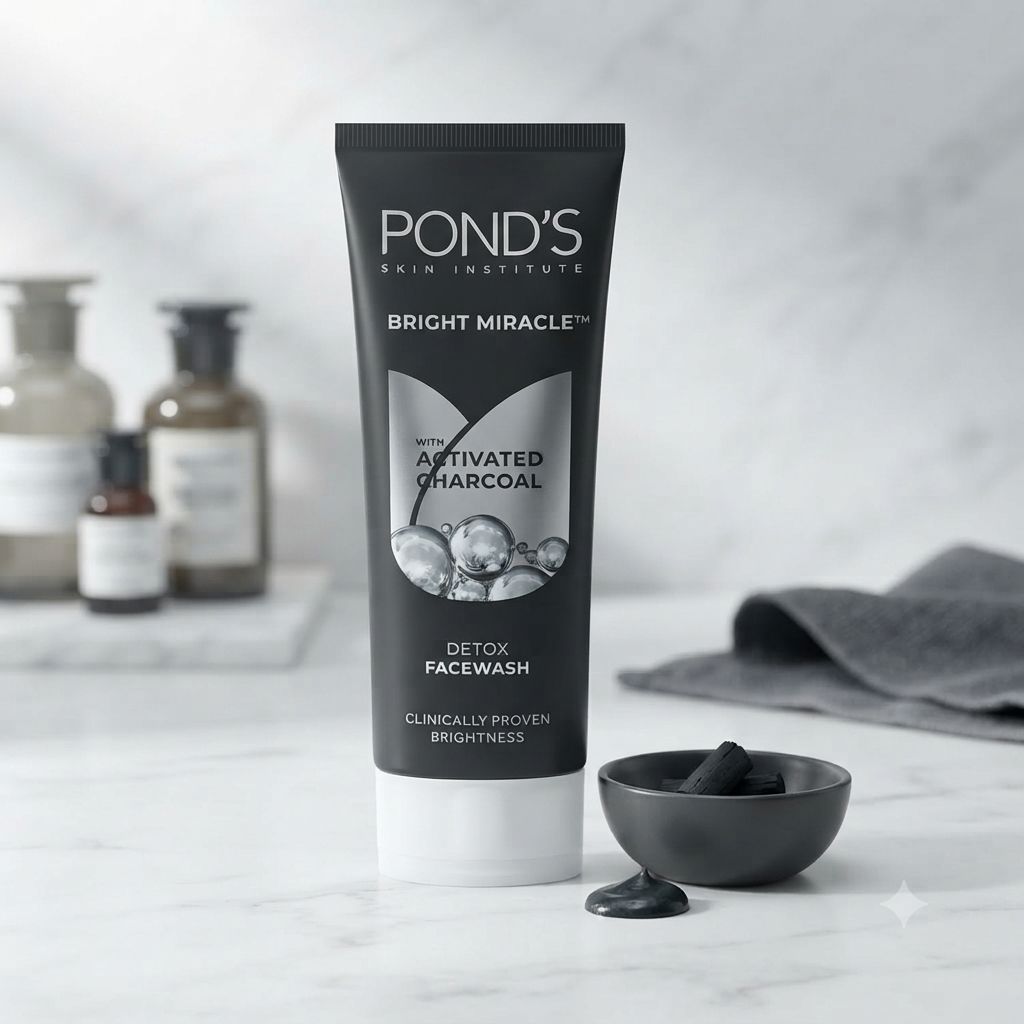 POND'S
SKIN INSTITUTE
BRIGHT MIRACLE™
WITH
ACTIVATED
CHARCOAL
DETOX
FACEWASH
CLINICALLY PROVEN
BRIGHTNESS